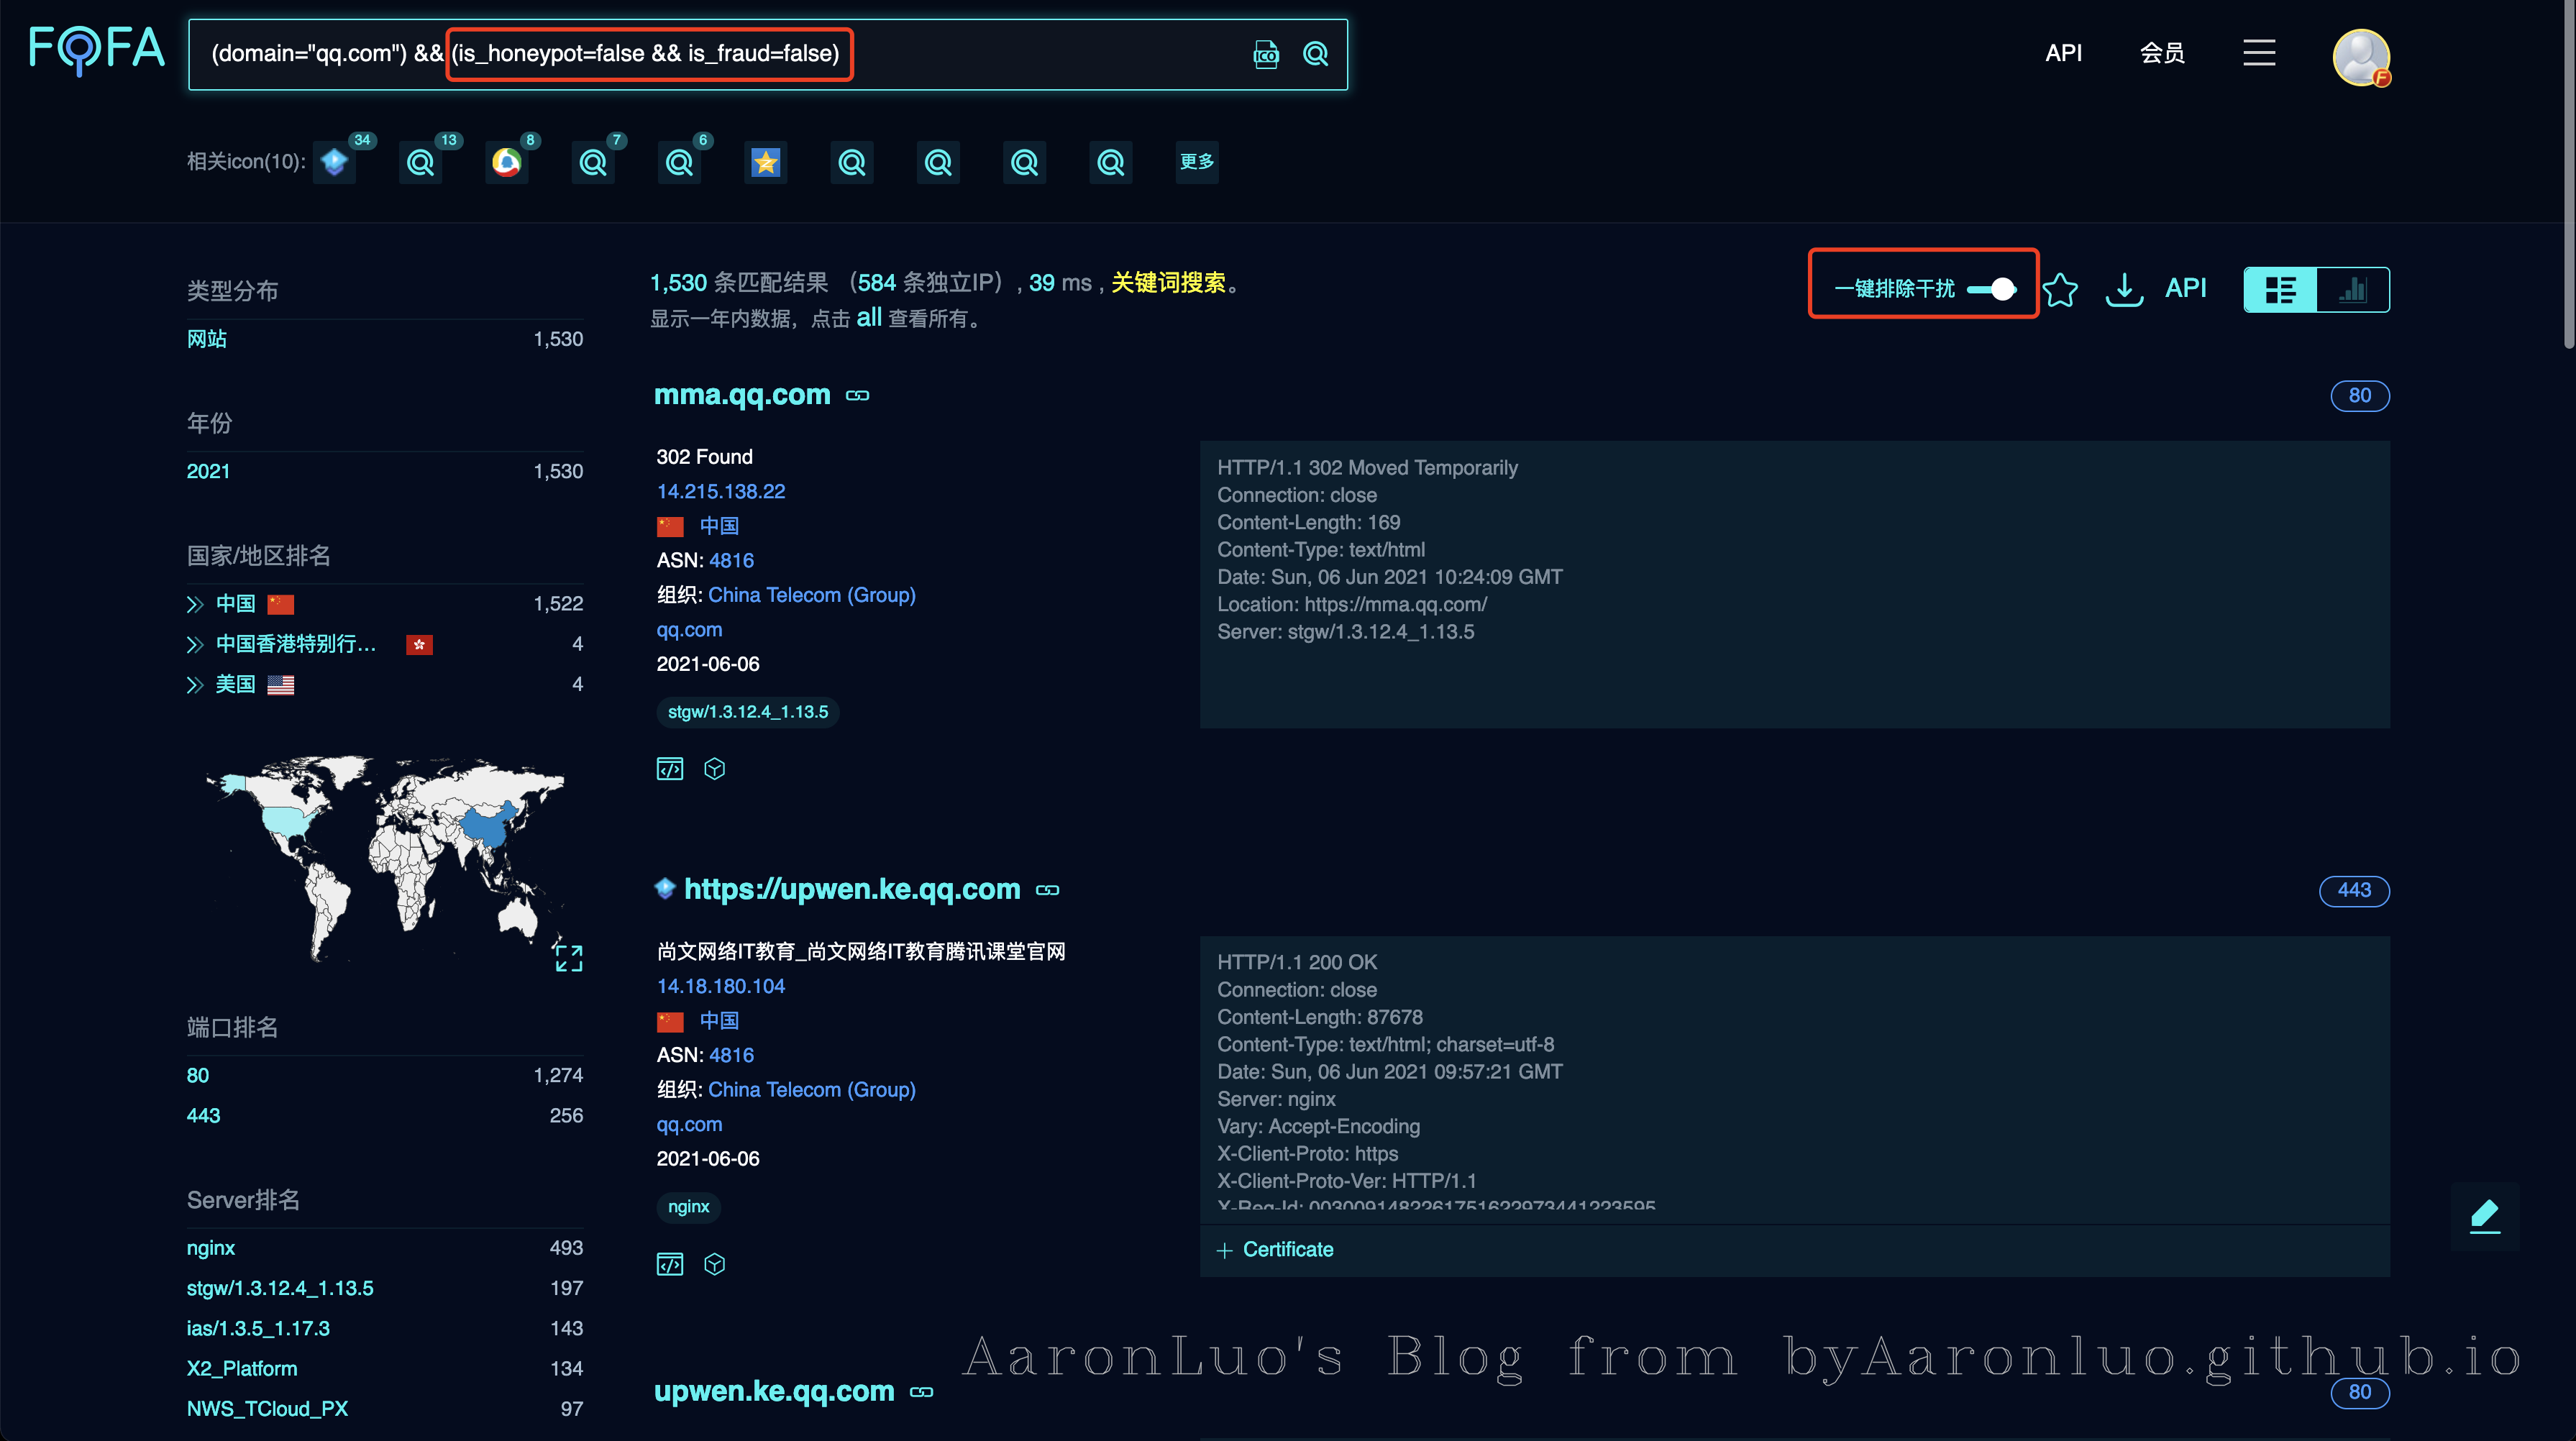 FOFA
(domain="qq.com") && (is_honeypot=false && is_fraud=false)
ICO
API
会员
F
相关icon(10):
34
13
8
7
6
更多
类型分布
网站 1,530
年份
2021 1,530
国家/地区排名
中国 1,522
中国香港特别行... 4
美国 4
端口排名
80 1,274
443 256
Server排名
nginx 493
stgw/1.3.12.4_1.13.5 197
ias/1.3.5_1.17.3 143
X2_Platform 134
NWS_TCloud_PX 97
1,530 条匹配结果 （584 条独立IP）, 39 ms , 关键词搜索。
显示一年内数据，点击 all 查看所有。
一键排除干扰
API
mma.qq.com
80
302 Found
14.215.138.22
中国
ASN: 4816
组织: China Telecom (Group)
qq.com
2021-06-06
stgw/1.3.12.4_1.13.5
HTTP/1.1 302 Moved Temporarily
Connection: close
Content-Length: 169
Content-Type: text/html
Date: Sun, 06 Jun 2021 10:24:09 GMT
Location: https://mma.qq.com/
Server: stgw/1.3.12.4_1.13.5
https://upwen.ke.qq.com
443
尚文网络IT教育_尚文网络IT教育腾讯课堂官网
14.18.180.104
中国
ASN: 4816
组织: China Telecom (Group)
qq.com
2021-06-06
nginx
HTTP/1.1 200 OK
Connection: close
Content-Length: 87678
Content-Type: text/html; charset=utf-8
Date: Sun, 06 Jun 2021 09:57:21 GMT
Server: nginx
Vary: Accept-Encoding
X-Client-Proto: https
X-Client-Proto-Ver: HTTP/1.1
X-Req-Id:
+ Certificate
upwen.ke.qq.com
80
AaronLuo's Blog from byAaronluo.github.io